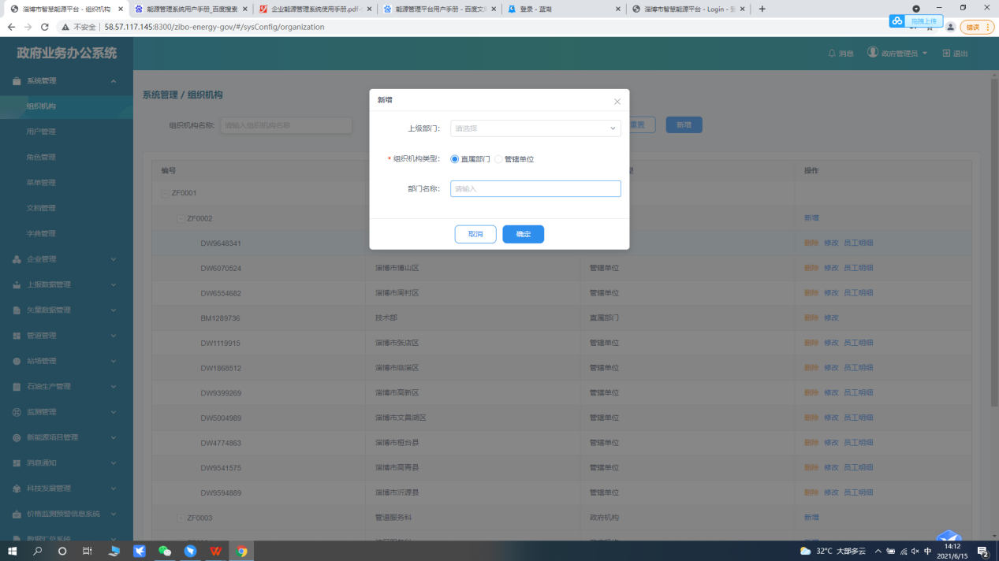 淄博市智慧能源平台 - 组织机构
能源管理系统用户手册_百度搜索
企业能源管理系统使用手册.pdf-
能源管理平台用户手册 - 百度文
登录 - 蓝湖
淄博市智慧能源平台 - Login - 
不安全 58.57.117.145:8300/zibo-energy-gov/#/sysConfig/organization
拖拽上传
错误
政府业务办公系统
消息 政府管理员 退出
系统管理
组织机构
用户管理
角色管理
菜单管理
文档管理
字典管理
企业管理
上报数据管理
矢量数据管理
管道管理
站场管理
石油生产管理
监测管理
新能源项目管理
消息通知
科技发展管理
价格监测预警信息系统
数据汇总系统
系统管理 / 组织机构
组织机构名称: 请输入组织机构名称 重置 新增
新增
上级部门: 请选择
* 组织机构类型: 直属部门 管辖单位
部门名称: 请输入
取消 确定
编号 型 操作
ZF0001
ZF0002 新增
DW9648341 删除 修改 员工明细
DW6070524 淄博市博山区 管辖单位 删除 修改 员工明细
DW6554682 淄博市周村区 管辖单位 删除 修改 员工明细
BM1289736 技术部 直属部门 删除 修改
DW1119915 淄博市张店区 管辖单位 删除 修改 员工明细
DW1868512 淄博市临淄区 管辖单位 删除 修改 员工明细
DW9399269 淄博市高新区 管辖单位 删除 修改 员工明细
DW5004989 淄博市文昌湖区 管辖单位 删除 修改 员工明细
DW4774863 淄博市桓台县 管辖单位 删除 修改 员工明细
DW9541575 淄博市高青县 管辖单位 删除 修改 员工明细
DW9594889 淄博市沂源县 管辖单位 删除 修改 员工明细
ZF0003 管道服务科 政府机构 新增
32°C 大部多云 中 14:12
2021/6/15
2